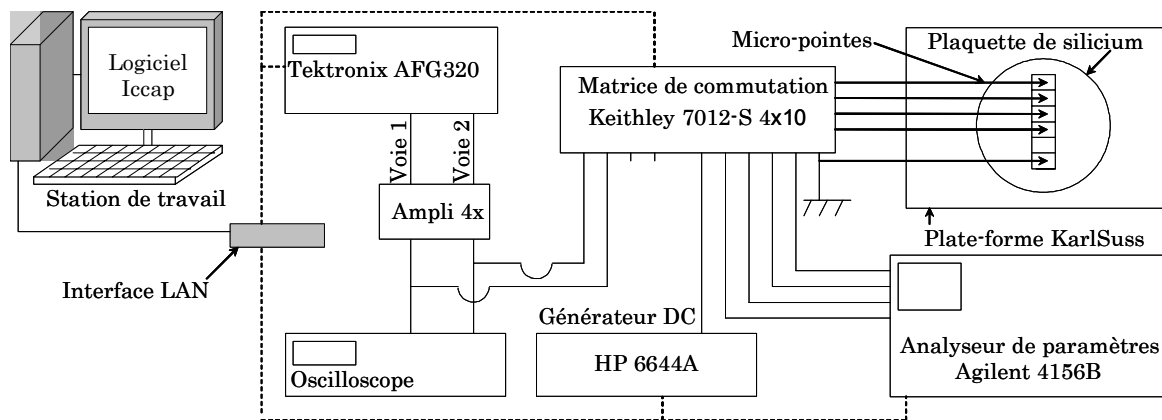 Logiciel
Iccap
Station de travail
Interface LAN
Tektronix AFG320
Voie 1
Voie 2
Ampli 4x
Oscilloscope
Matrice de commutation
Keithley 7012-S 4x10
Micro-pointes
Plaquette de silicium
Plate-forme KarlSuss
Générateur DC
HP 6644A
Analyseur de paramètres
Agilent 4156B